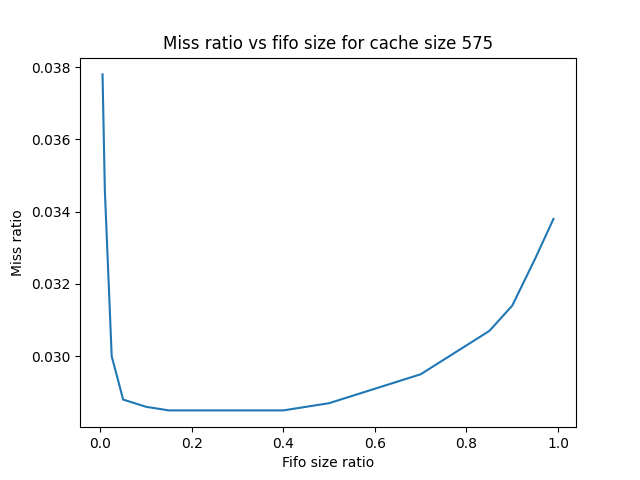 Miss ratio vs fifo size for cache size 575
0.038
0.036
0.034
0.032
0.030
Miss ratio
0.0 0.2 0.4 0.6 0.8 1.0
Fifo size ratio